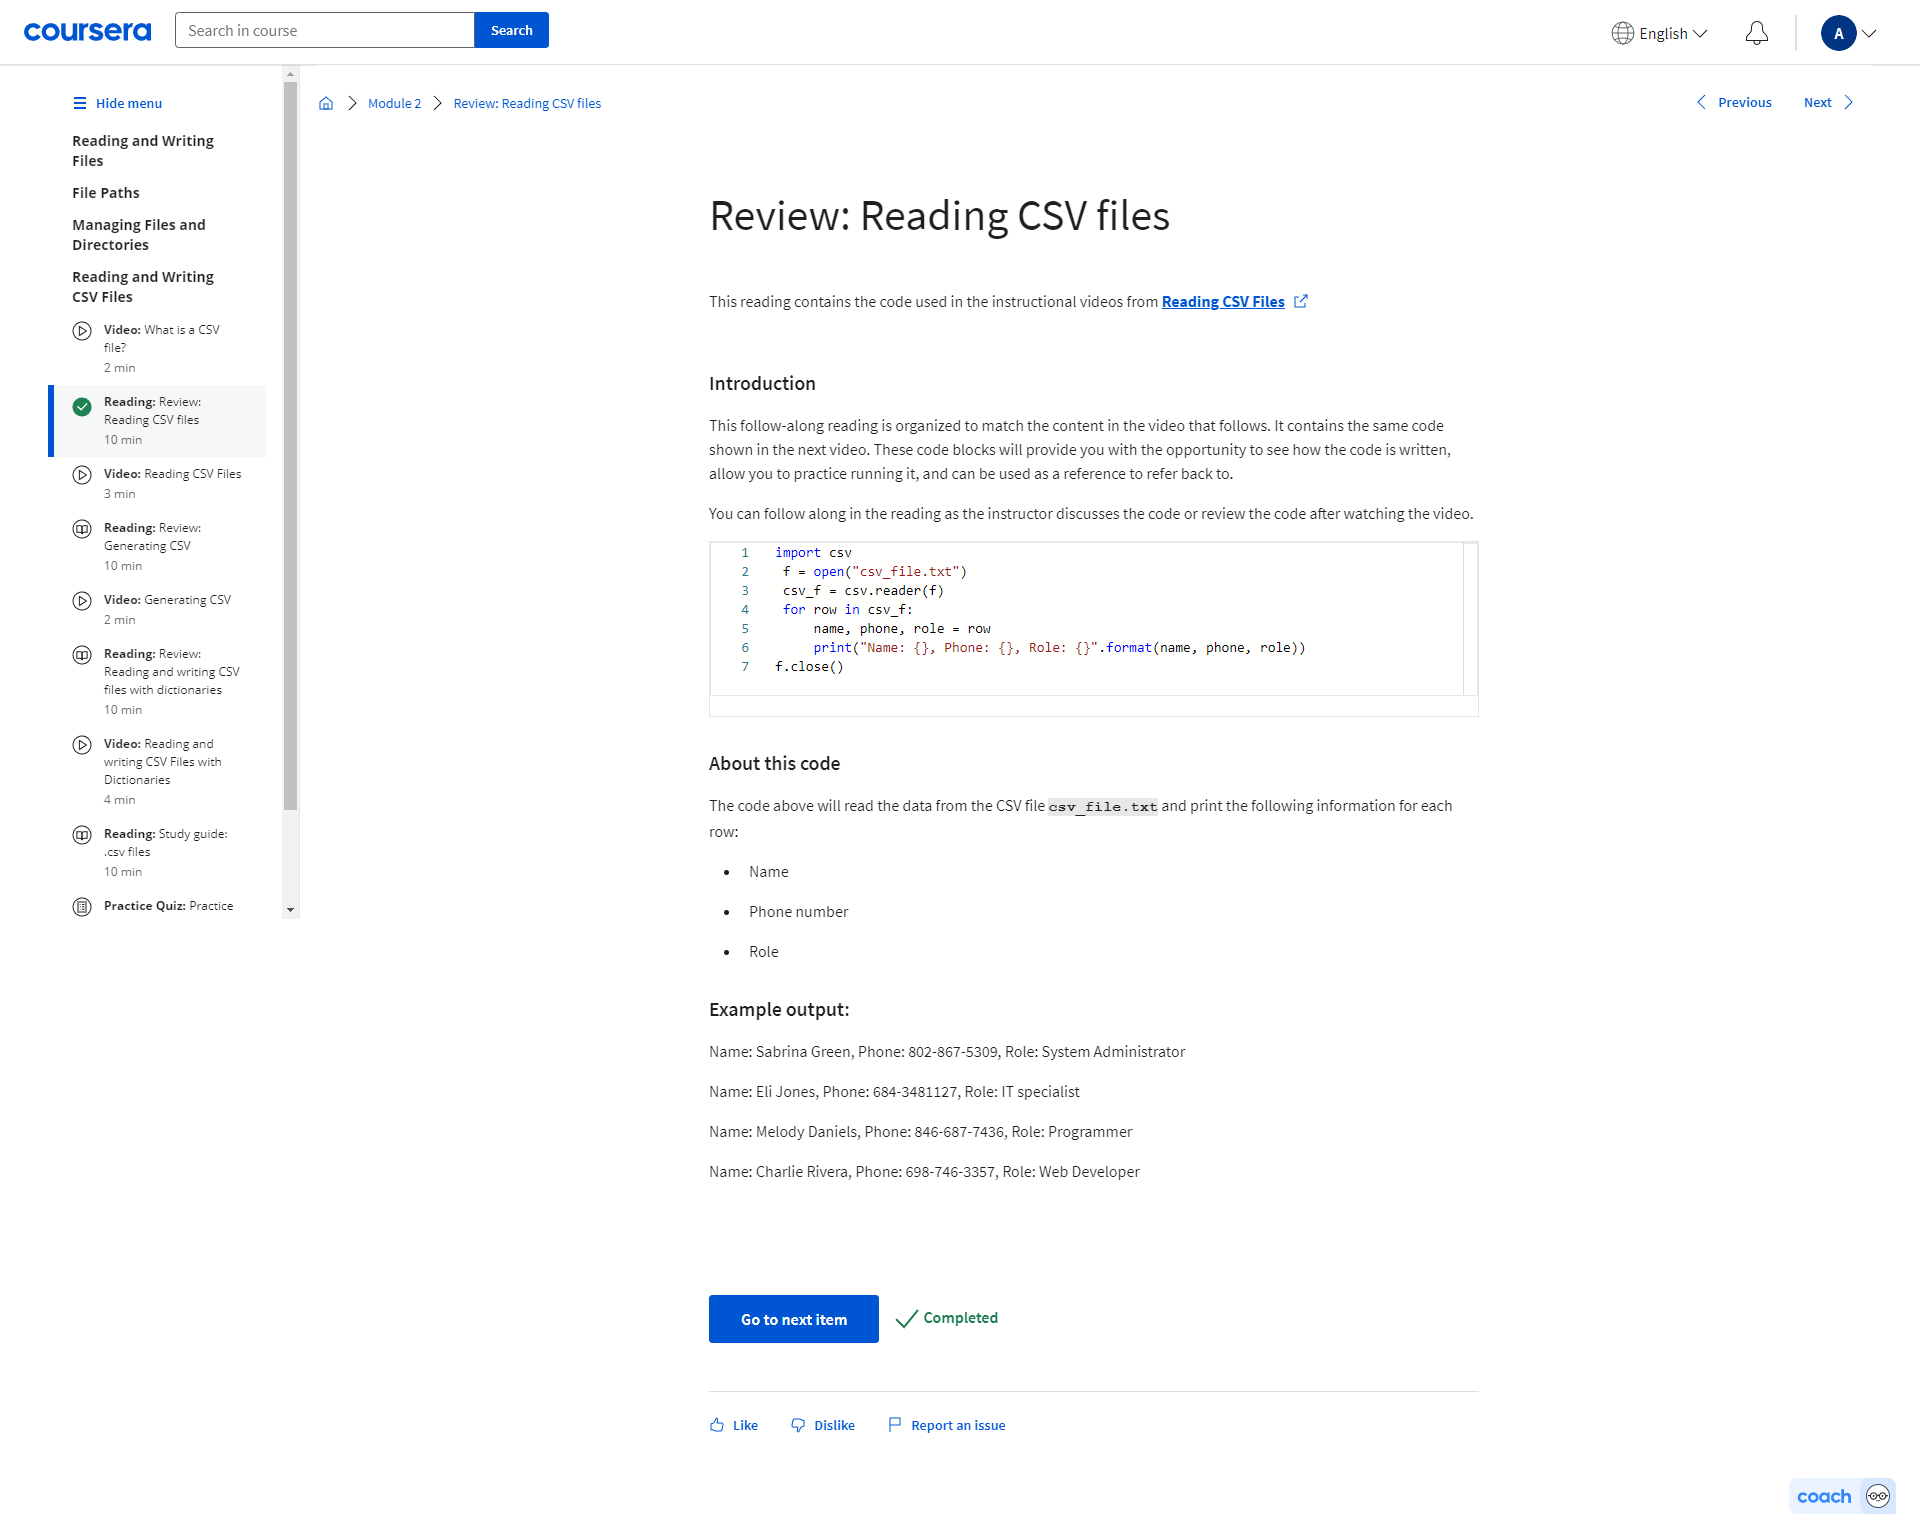 coursera
Search in course
Search
English
A
Hide menu
Reading and Writing
Files
File Paths
Managing Files and
Directories
Reading and Writing
CSV Files
Video: What is a CSV
file?
2 min
Reading: Review:
Reading CSV files
10 min
Video: Reading CSV Files
3 min
Reading: Review:
Generating CSV
10 min
Video: Generating CSV
2 min
Reading: Review:
Reading and writing CSV
files with dictionaries
10 min
Video: Reading and
writing CSV Files with
Dictionaries
4 min
Reading: Study guide:
.csv files
10 min
Practice Quiz: Practice
Module 2
Review: Reading CSV files
Previous
Next
Review: Reading CSV files
This reading contains the code used in the instructional videos from Reading CSV Files
Introduction
This follow-along reading is organized to match the content in the video that follows. It contains the same code
shown in the next video. These code blocks will provide you with the opportunity to see how the code is written,
allow you to practice running it, and can be used as a reference to refer back to.
You can follow along in the reading as the instructor discusses the code or review the code after watching the video.
1 import csv
2  f = open("csv_file.txt")
3  csv_f = csv.reader(f)
4  for row in csv_f:
5      name, phone, role = row
6      print("Name: {}, Phone: {}, Role: {}".format(name, phone, role))
7 f.close()
About this code
The code above will read the data from the CSV file csv_file.txt and print the following information for each
row:
• Name
• Phone number
• Role
Example output:
Name: Sabrina Green, Phone: 802-867-5309, Role: System Administrator
Name: Eli Jones, Phone: 684-3481127, Role: IT specialist
Name: Melody Daniels, Phone: 846-687-7436, Role: Programmer
Name: Charlie Rivera, Phone: 698-746-3357, Role: Web Developer
Go to next item
Completed
Like
Dislike
Report an issue
coach